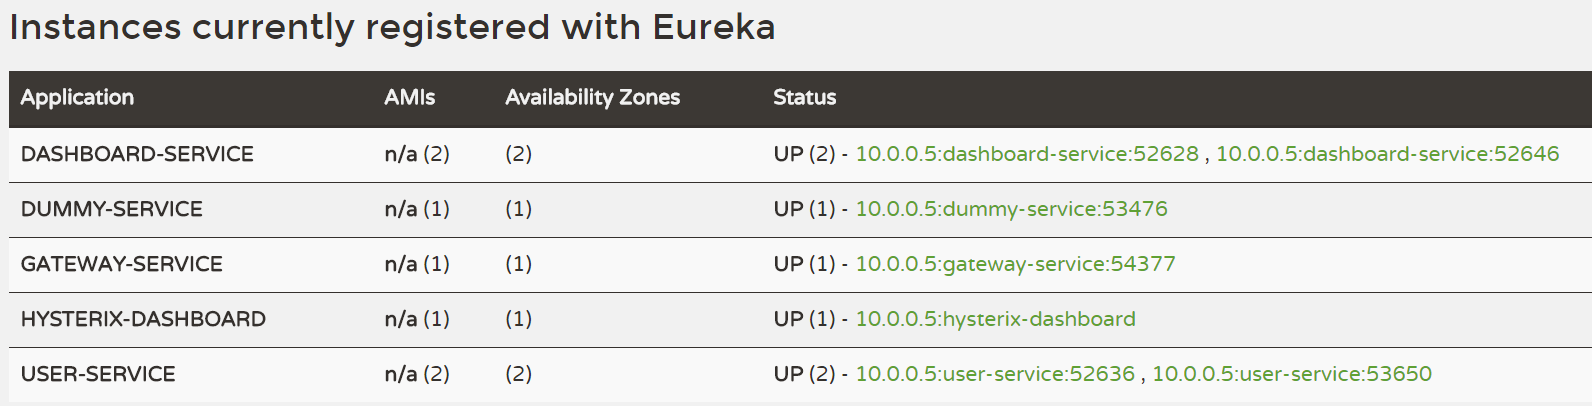 Instances currently registered with Eureka
Application AMIs Availability Zones Status
DASHBOARD-SERVICE n/a (2) (2) UP (2) - 10.0.0.5:dashboard-service:52628 , 10.0.0.5:dashboard-service:52646
DUMMY-SERVICE n/a (1) (1) UP (1) - 10.0.0.5:dummy-service:53476
GATEWAY-SERVICE n/a (1) (1) UP (1) - 10.0.0.5:gateway-service:54377
HYSTERIX-DASHBOARD n/a (1) (1) UP (1) - 10.0.0.5:hysterix-dashboard
USER-SERVICE n/a (2) (2) UP (2) - 10.0.0.5:user-service:52636 , 10.0.0.5:user-service:53650